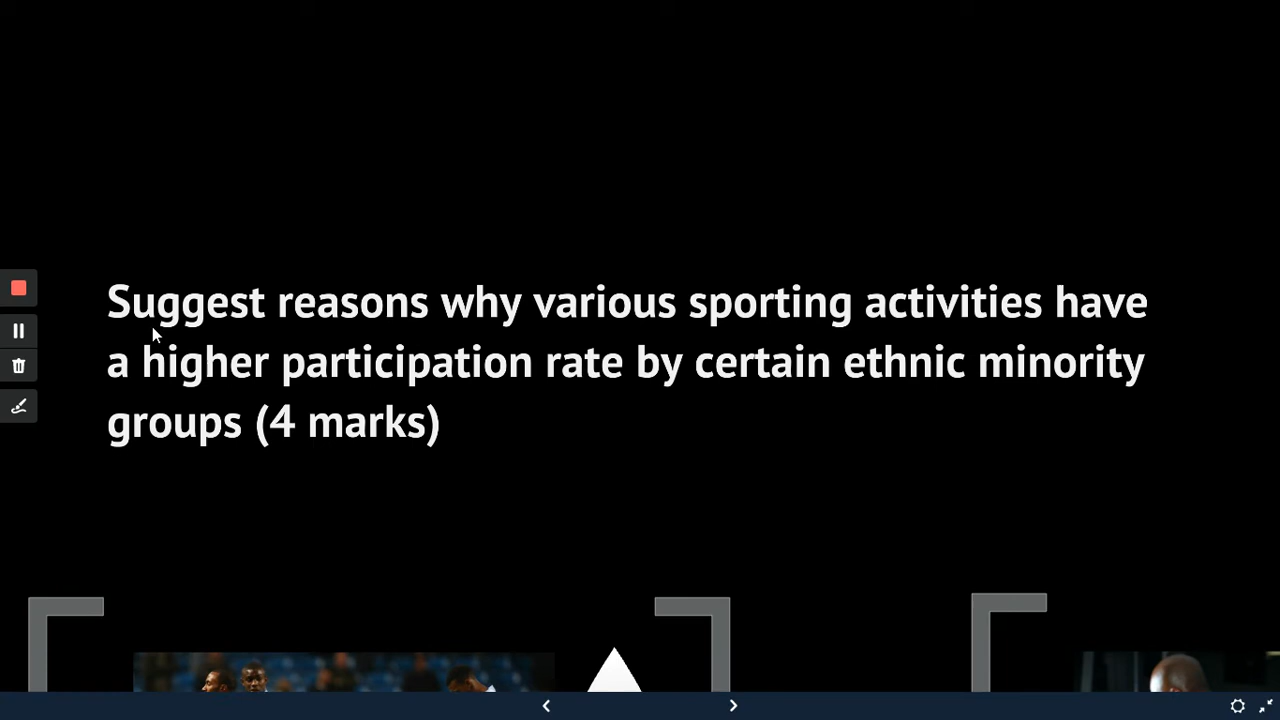 Suggest reasons why various sporting activities have
a higher participation rate by certain ethnic minority
groups (4 marks)